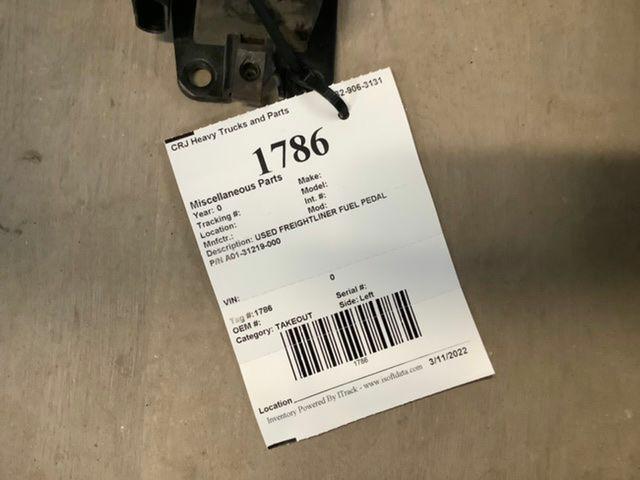 CRJ Heavy Trucks and Parts 32-906-3131
1786
Miscellaneous Parts
Year: 0 Make:
Tracking #: Model:
Location: Int. #:
Mnfctr.: Mod:
Description: USED FREIGHTLINER FUEL PEDAL
P/N A01-31219-000
VIN: 0
Tag #:1786 Serial #:
OEM #: Side: Left
Category: TAKEOUT
1786
Location 3/11/2022
Inventory Powered By ITrack - www.isoftdata.com